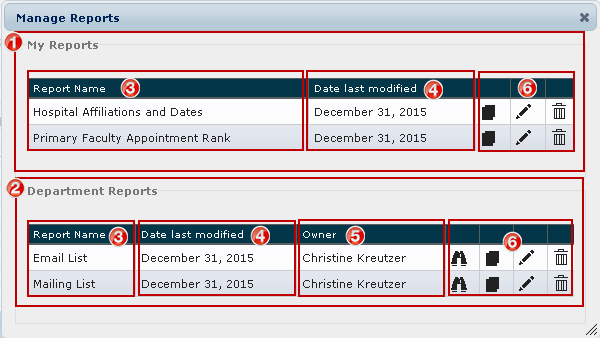 Manage Reports
1 My Reports
Report Name 3 Date last modified 4 6
Hospital Affiliations and Dates December 31, 2015
Primary Faculty Appointment Rank December 31, 2015
2 Department Reports
Report Name 3 Date last modified 4 Owner 5 6
Email List December 31, 2015 Christine Kreutzer
Mailing List December 31, 2015 Christine Kreutzer